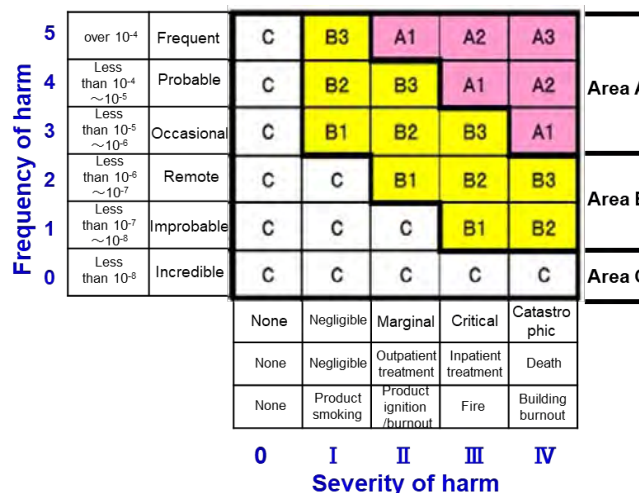 Frequency of harm
5 over 10-4 Frequent C B3 A1 A2 A3
4 Less than 10-4 ～10-5 Probable C B2 B3 A1 A2
3 Less than 10-5 ～10-6 Occasional C B1 B2 B3 A1
2 Less than 10-6 ～10-7 Remote C C B1 B2 B3
1 Less than 10-7 ～10-8 Improbable C C C B1 B2
0 Less than 10-8 Incredible C C C C C
Area A
Area
Area
None Negligible Marginal Critical Catastro phic
None Negligible Outpatient treatment Inpatient treatment Death
None Product smoking Product ignition /burnout Fire Building burnout
0 I II III IV
Severity of harm